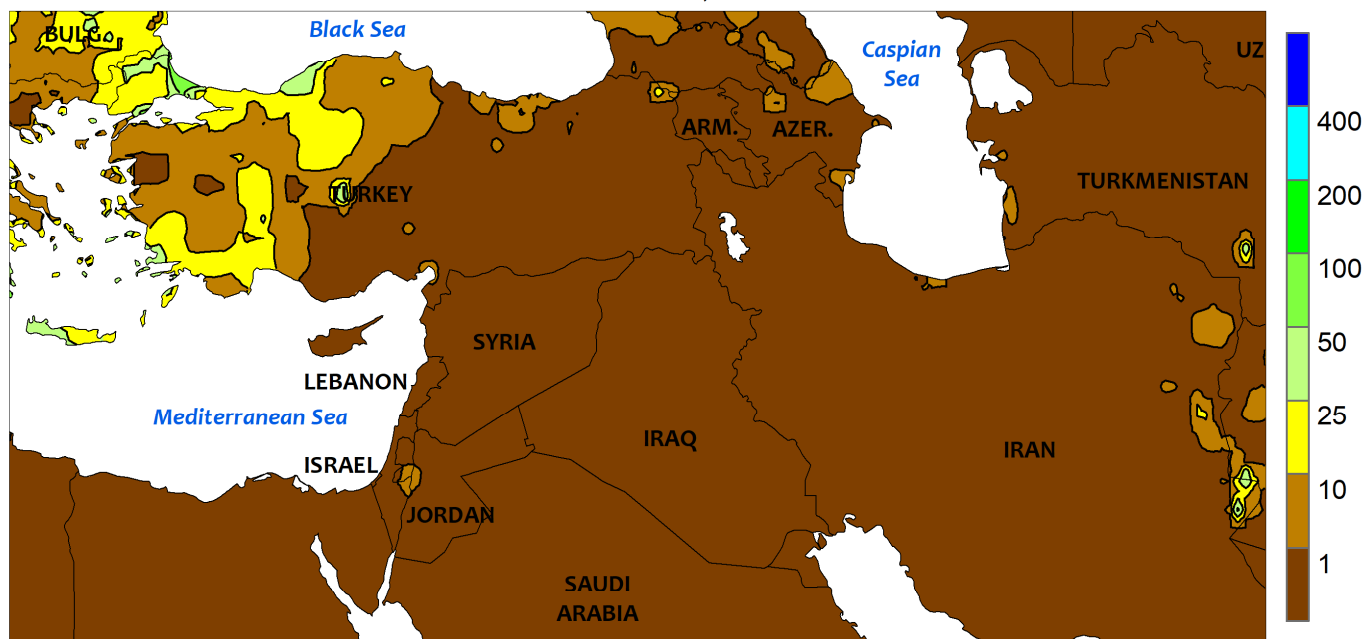 BULG.
Black Sea
Caspian
Sea
UZ
ARM.
AZER.
TURKMENISTAN
TURKEY
SYRIA
LEBANON
Mediterranean Sea
ISRAEL
IRAQ
IRAN
JORDAN
SAUDI
ARABIA
400
200
100
50
25
10
1